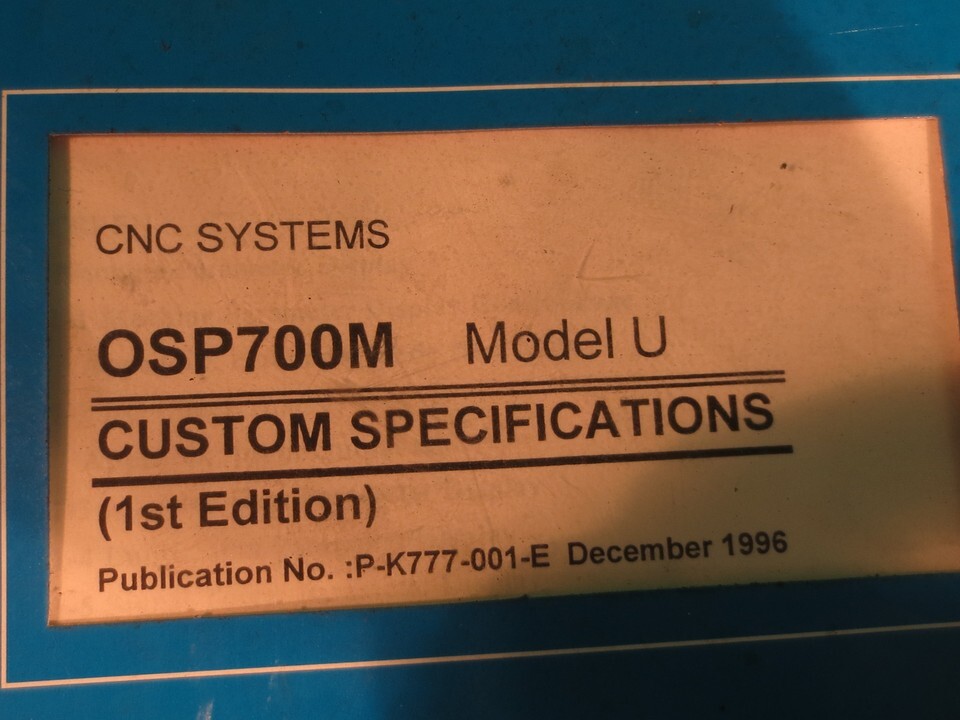 CNC SYSTEMS
OSP700M Model U
CUSTOM SPECIFICATIONS
(1st Edition)
Publication No. :P-K777-001-E December 1996